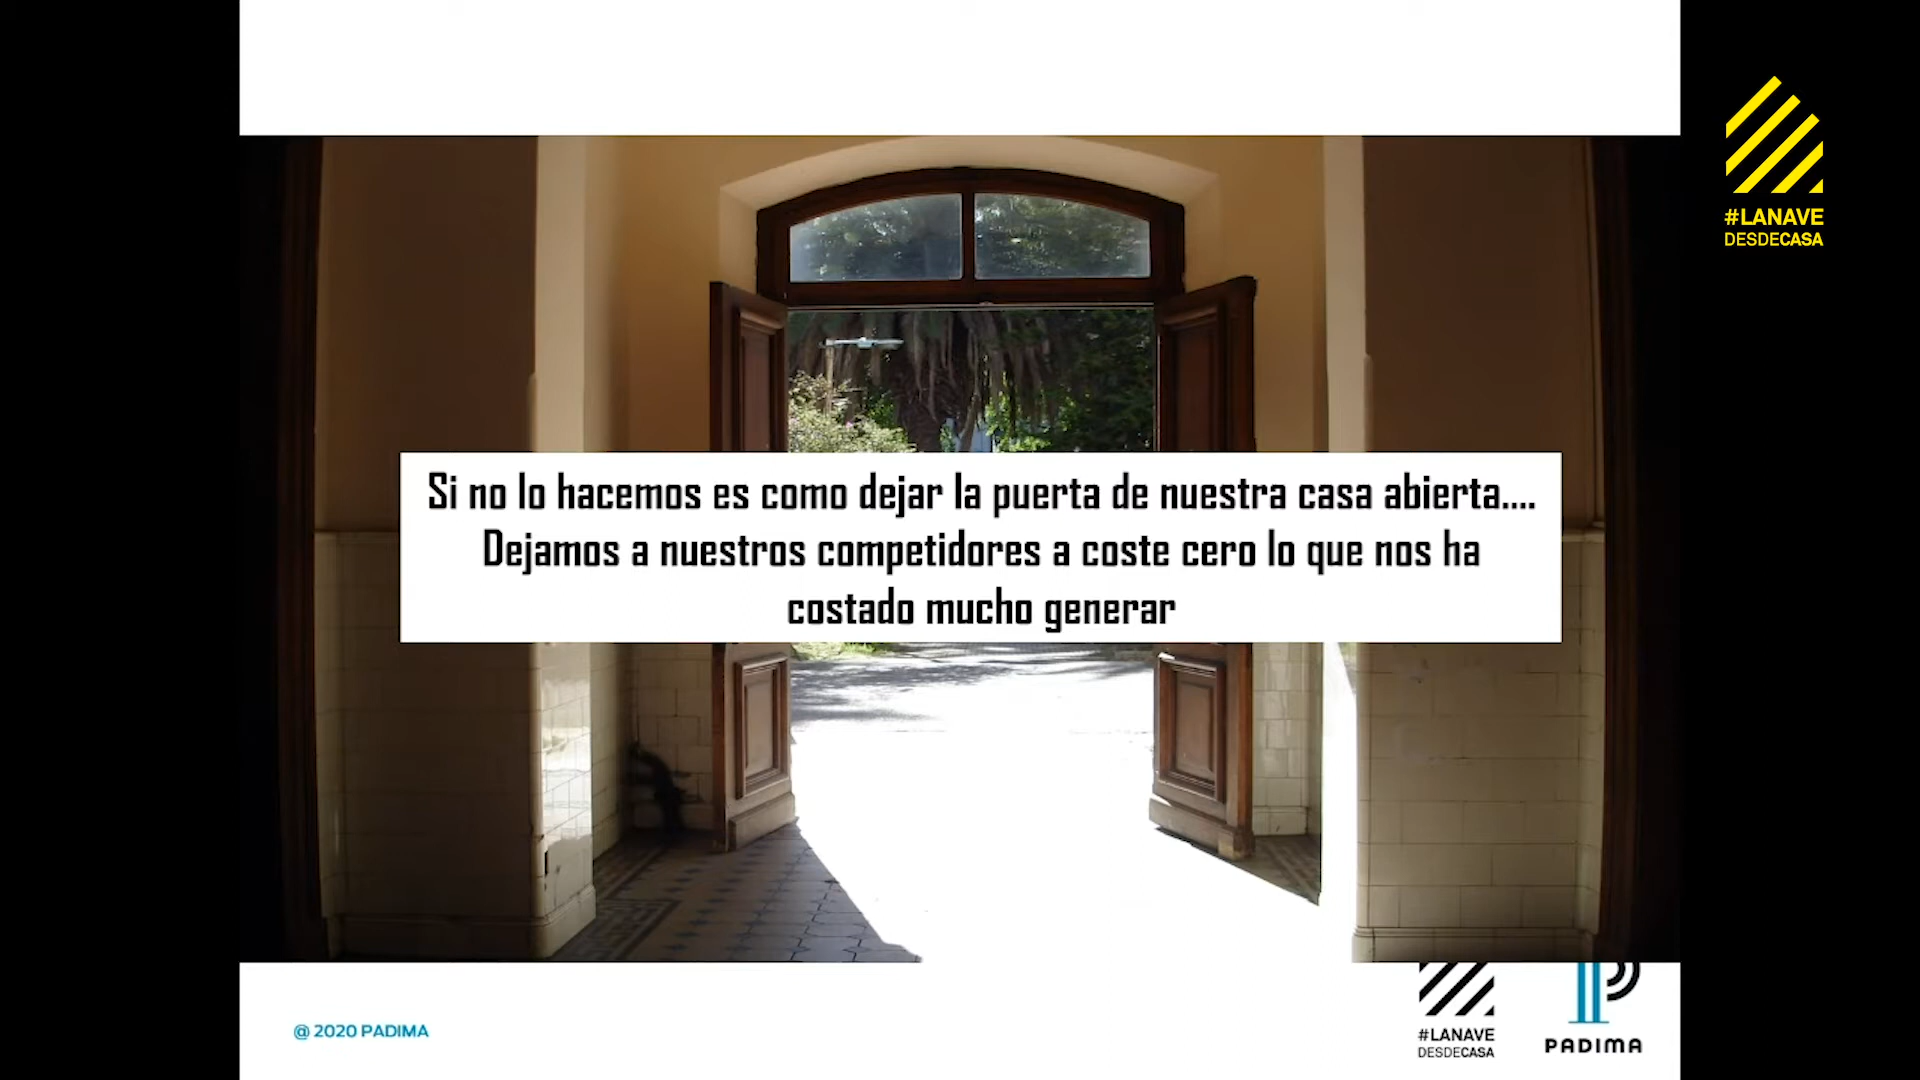 #LANAVE
DESDECASA
Si no lo hacemos es como dejar la puerta de nuestra casa abierta....
Dejamos a nuestros competidores a coste cero lo que nos ha
costado mucho generar
@ 2020 PADIMA
#LANAVE
DESDECASA
PADIMA